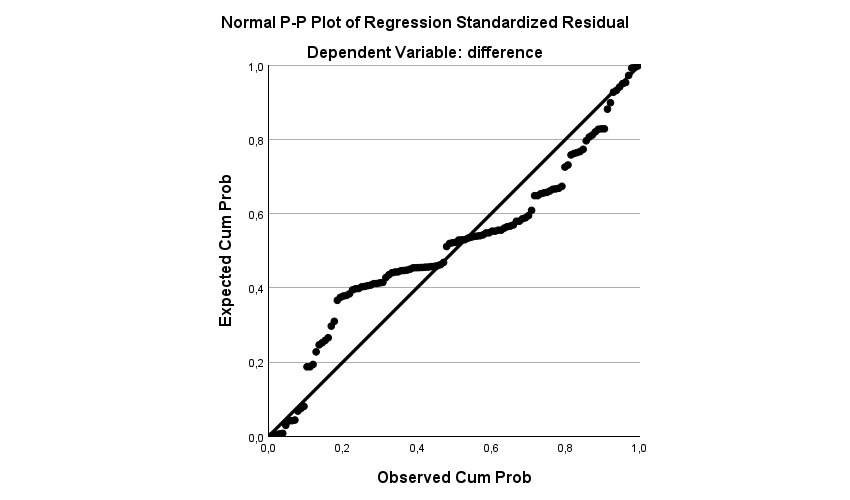 Normal P-P Plot of Regression Standardized Residual
Dependent Variable: difference
1,0
0,8
0,6
0,4
0,2
0,0
Expected Cum Prob
0,0 0,2 0,4 0,6 0,8 1,0
Observed Cum Prob